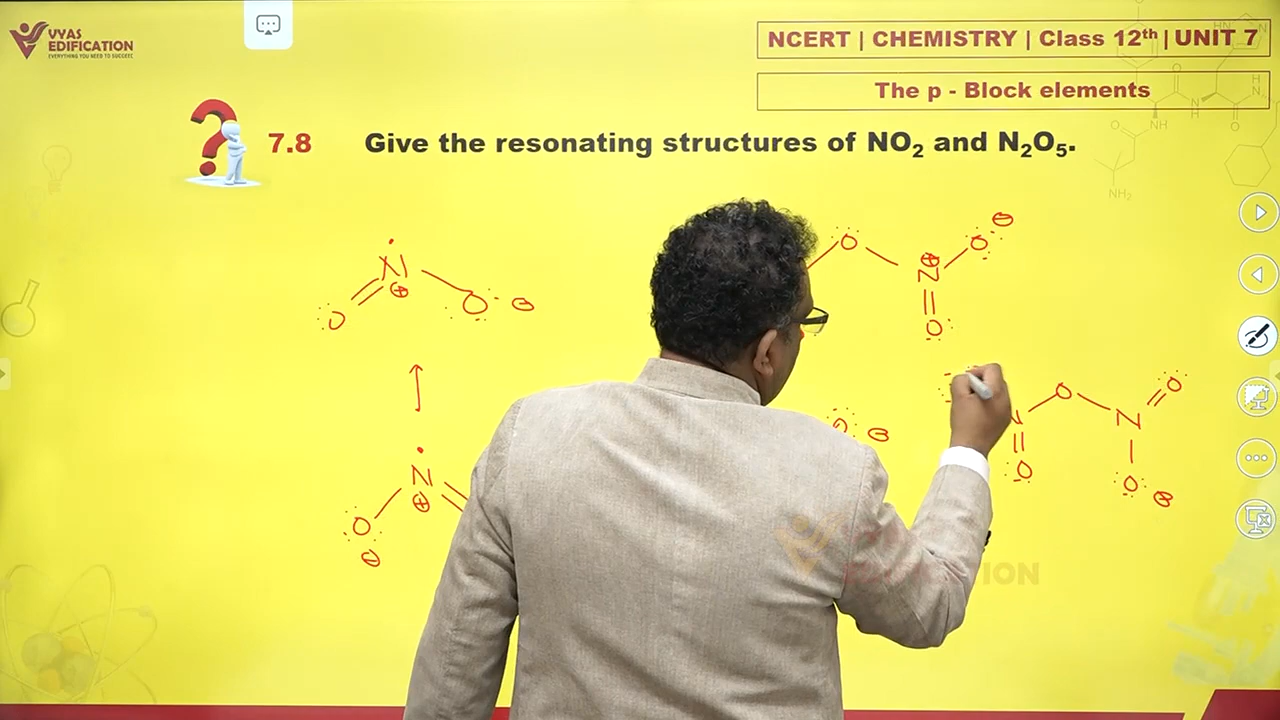 VYAS
EDIFICATION
EVERYTHING YOU NEED TO SUCCEED
NCERT | CHEMISTRY | Class 12th | UNIT 7
The p - Block elements
7.8 Give the resonating structures of NO₂ and N₂O₅.
N
O
O
N
O
O
N
O
O
O
N
O
N
O
O